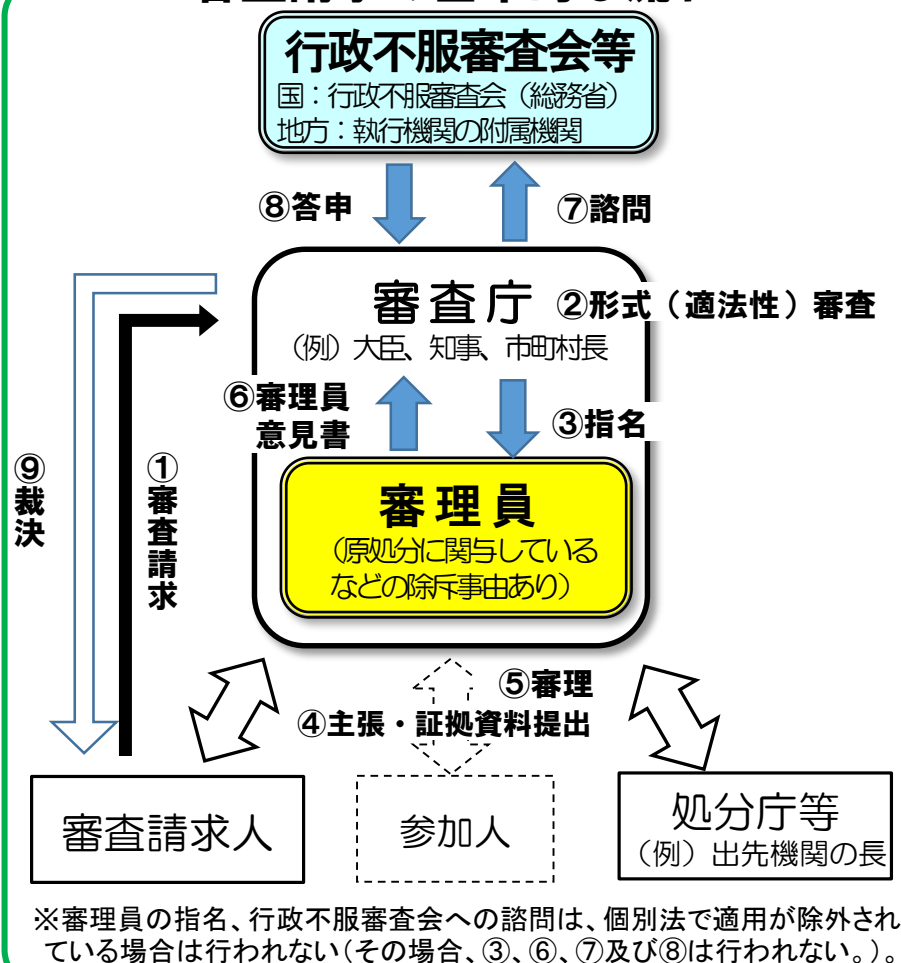 行政不服審査会等
国：行政不服審査会（総務省）
地方：執行機関の附属機関
⑧答申
⑦諮問
審査庁
②形式（適法性）審査
（例）大臣、知事、市町村長
⑥審理員
意見書
③指名
審理員
（原処分に関与している
などの除斥事由あり）
⑨裁決
①審査請求
⑤審理
④主張・証拠資料提出
審査請求人
参加人
処分庁等
（例）出先機関の長
※審理員の指名、行政不服審査会への諮問は、個別法で適用が除外され
ている場合は行われない（その場合、③、⑥、⑦及び⑧は行われない。）。